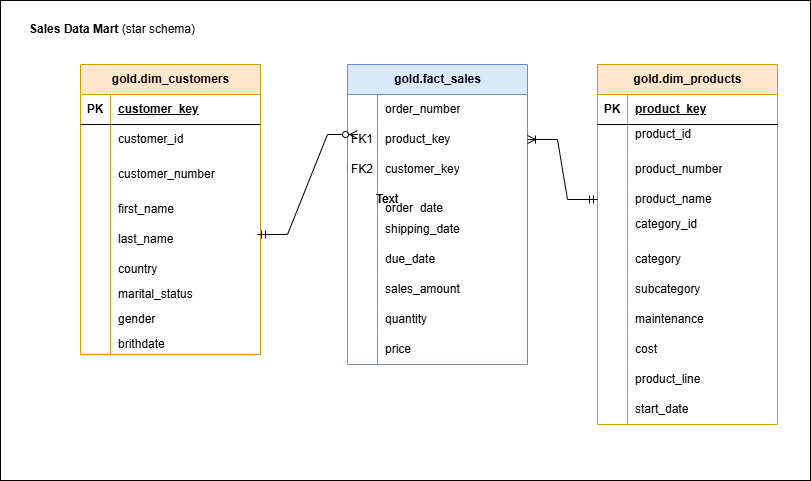 Sales Data Mart (star schema)
gold.dim_customers
PK customer_key
customer_id
customer_number
first_name
last_name
country
marital_status
gender
brithdate
gold.fact_sales
order_number
FK1 product_key
FK2 customer_key
Text
order_date
shipping_date
due_date
sales_amount
quantity
price
gold.dim_products
PK product_key
product_id
product_number
product_name
category_id
category
subcategory
maintenance
cost
product_line
start_date